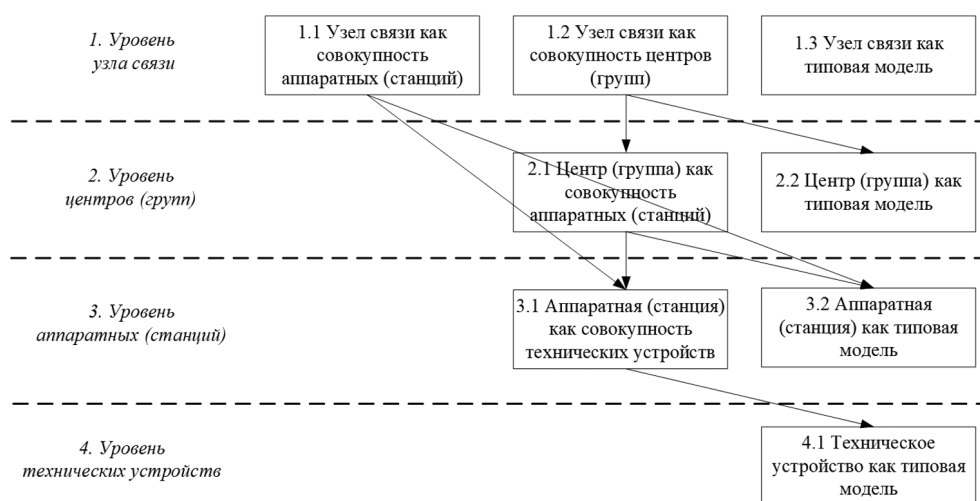 1. Уровень
узла связи
1.1 Узел связи как
совокупность
аппаратных (станций)
1.2 Узел связи как
совокупность центров
(групп)
1.3 Узел связи как
типовая модель
2. Уровень
центров (групп)
2.1 Центр (группа) как
совокупность
аппаратных (станций)
2.2 Центр (группа) как
типовая модель
3. Уровень
аппаратных (станций)
3.1 Аппаратная (станция)
как совокупность
технических устройств
3.2 Аппаратная
(станция) как типовая
модель
4. Уровень
технических устройств
4.1 Техническое
устройство как типовая
модель